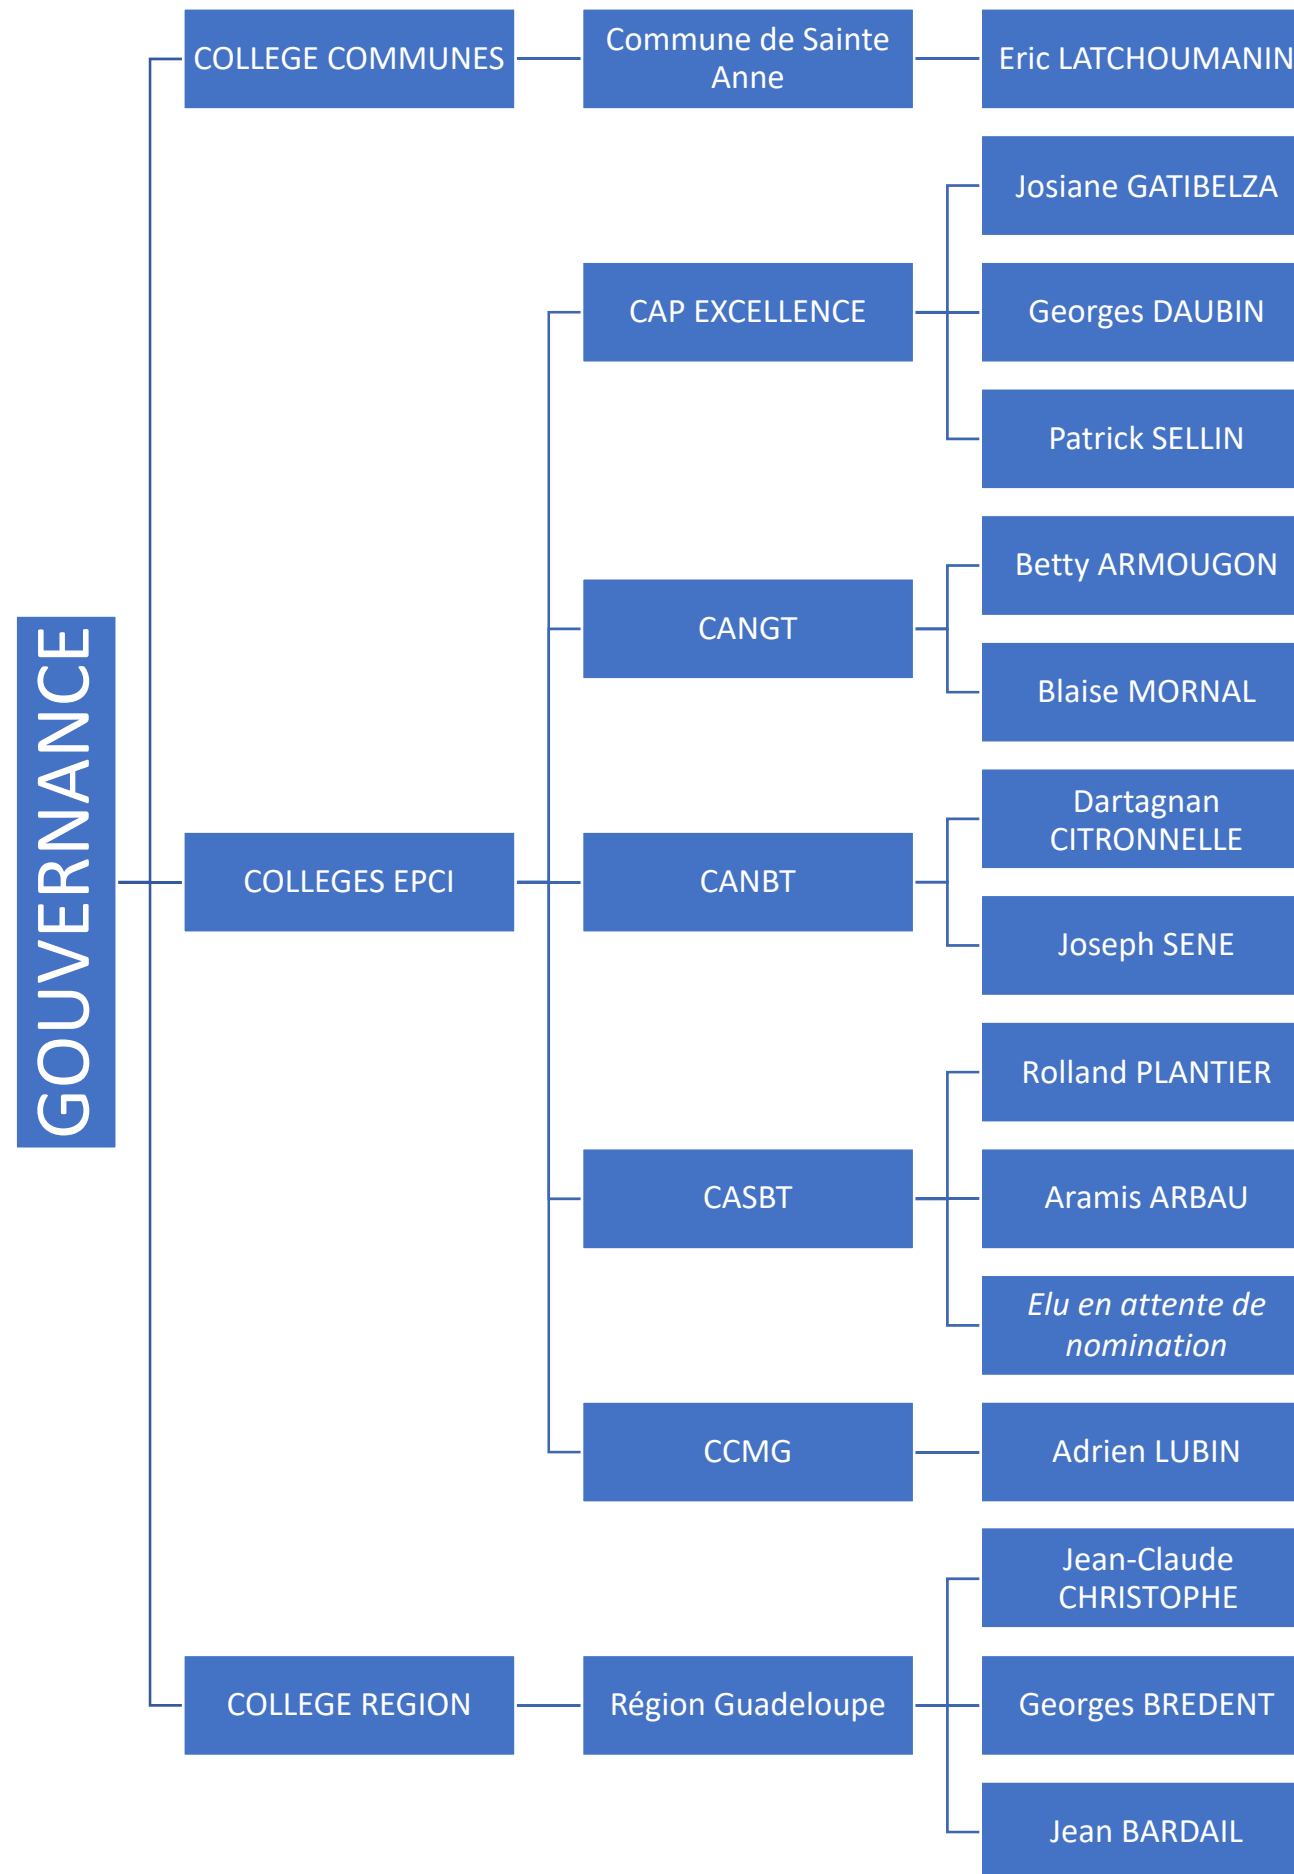 GOUVERNANCE
COLLEGE COMMUNES
Commune de Sainte
Anne
Eric LATCHOUMANIN
COLLEGES EPCI
CAP EXCELLENCE
Josiane GATIBELZA
Georges DAUBIN
Patrick SELLIN
CANGT
Betty ARMOUGON
Blaise MORNAL
CANBT
Dartagnan
CITRONNELLE
Joseph SENE
CASBT
Rolland PLANTIER
Aramis ARBAU
Elu en attente de
nomination
CCMG
Adrien LUBIN
COLLEGE REGION
Région Guadeloupe
Jean-Claude
CHRISTOPHE
Georges BREDENT
Jean BARDAIL